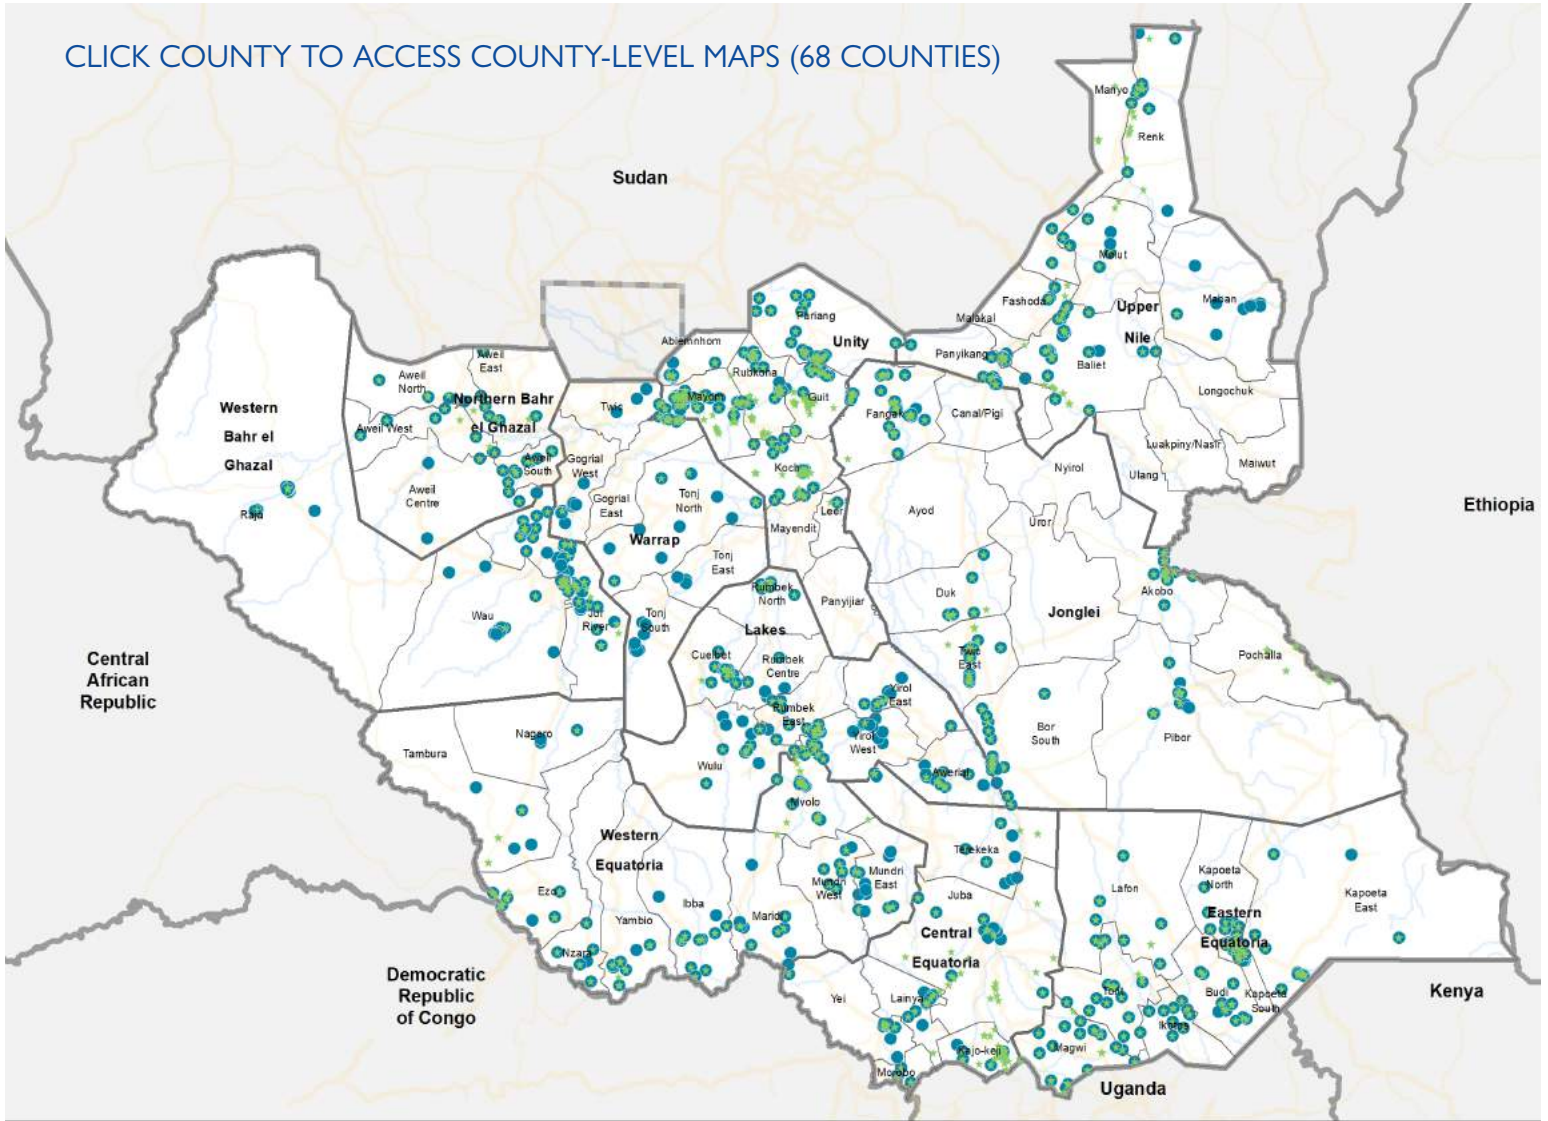 CLICK COUNTY TO ACCESS COUNTY-LEVEL MAPS (68 COUNTIES)
Manyo
Renk
Sudan
Melut
Fashoda
Maban
Upper
Nile
Malakal
Pariang
Unity
Abiemnhom
Panyikang
Baliet
Aweil
East
Aweil
North
Rubkona
Longochuk
Northern Bahr
el Ghazal
Twic
Mayom
Guit
Fangak
Canal/Pigi
Western
Bahr el
Ghazal
Aweil West
Luakpiny/Nasir
Maiwut
Aweil
South
Gogrial
West
Koch
Nyirol
Ulang
Aweil
Centre
Gogrial
East
Tonj
North
Leer
Ayod
Ethiopia
Raja
Mayendit
Uror
Warrap
Tonj
East
Rumbek
North
Panyijiar
Duk
Akobo
Wau
Jur
River
Tonj
South
Lakes
Jonglei
Central
African
Republic
Cueibet
Rumbek
Centre
Twic
East
Pochalla
Yirol
East
Rumbek
East
Nagero
Yirol
West
Bor
South
Pibor
Tambura
Wulu
Awerial
Mvolo
Western
Equatoria
Terekeka
Mundri
West
Mundri
East
Kapoeta
North
Lafon
Kapoeta
East
Ezo
Ibba
Juba
Yambio
Maridi
Eastern
Equatoria
Central
Equatoria
Nzara
Democratic
Republic
of Congo
Yei
Lainya
Torit
Budi
Kapoeta
South
Kenya
Ikotos
Kajo-keji
Magwi
Morobo
Uganda